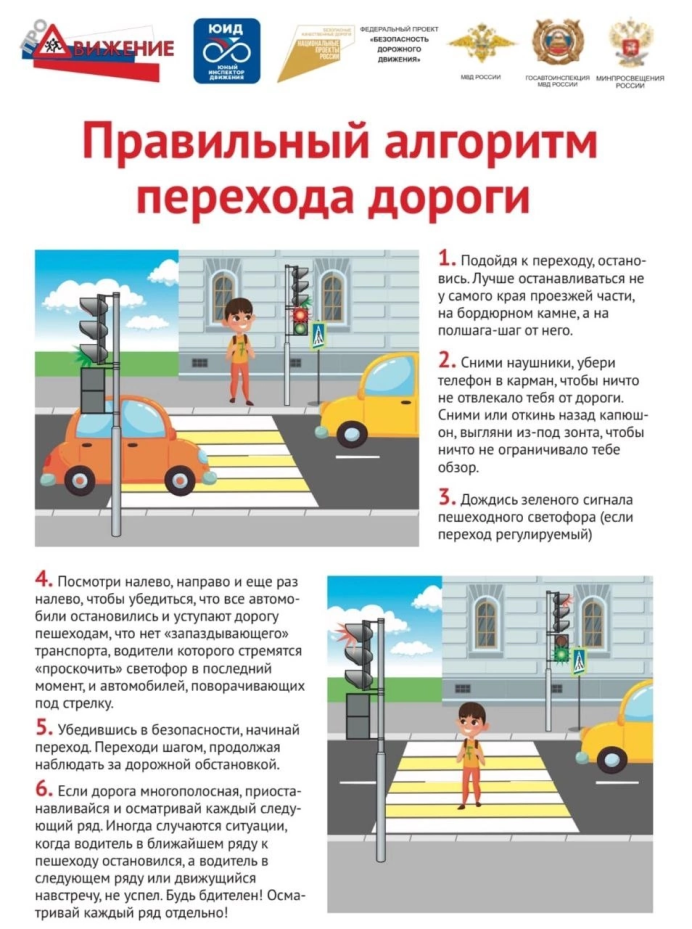 ПРО
ДВИЖЕНИЕ
ЮИД
ЮНЫЙ
ИНСПЕКТОР
ДВИЖЕНИЯ
БЕЗОПАСНЫЕ
КАЧЕСТВЕННЫЕ ДОРОГИ
НАЦИОНАЛЬНЫЕ
ПРОЕКТЫ
РОССИИ
ФЕДЕРАЛЬНЫЙ ПРОЕКТ
«БЕЗОПАСНОСТЬ
ДОРОЖНОГО
ДВИЖЕНИЯ»
МВД РОССИИ
ГОСАВТОИНСПЕКЦИЯ
МВД РОССИИ
МИНПРОСВЕЩЕНИЯ
РОССИИ
Правильный алгоритм
перехода дороги
1. Подойдя к переходу, остано-
вись. Лучше останавливаться не
у самого края проезжей части,
на бордюрном камне, а на
полшага-шаг от него.
2. Сними наушники, убери
телефон в карман, чтобы ничто
не отвлекало тебя от дороги.
Сними или откинь назад капюш-
он, выгляни из-под зонта, чтобы
ничто не ограничивало тебе
обзор.
3. Дождись зеленого сигнала
пешеходного светофора (если
переход регулируемый)
4. Посмотри налево, направо и еще раз
налево, чтобы убедиться, что все автомо-
били остановились и уступают дорогу
пешеходам, что нет «запаздывающего»
транспорта, водители которого стремятся
«проскочить» светофор в последний
момент, и автомобилей, поворачивающих
под стрелку.
5. Убедившись в безопасности, начинай
переход. Переходи шагом, продолжая
наблюдать за дорожной обстановкой.
6. Если дорога многополосная, приоста-
навливайся и осматривай каждый следу-
ющий ряд. Иногда случаются ситуации,
когда водитель в ближайшем ряду к
пешеходу остановился, а водитель в
следующем ряду или движущийся
навстречу, не успел. Будь бдителен! Осма-
тривай каждый ряд отдельно!